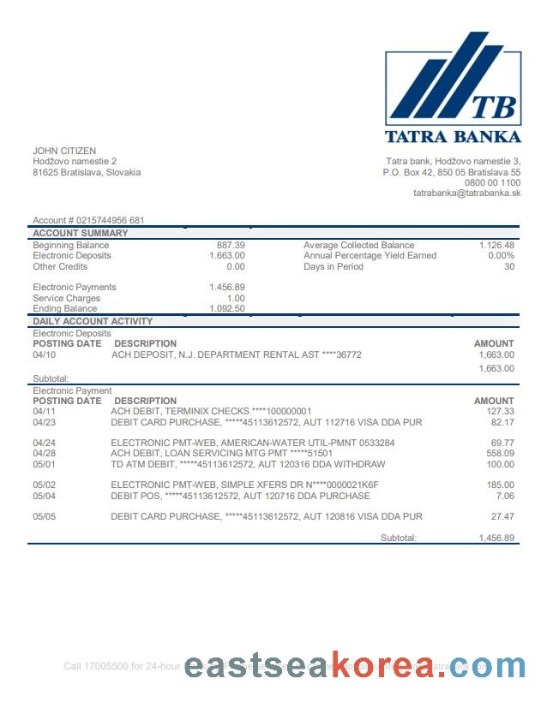 TB
TATRA BANKA
JOHN CITIZEN
Hodžovo namestie 2
81625 Bratislava, Slovakia
Tatra bank, Hodžovo namestie 3,
P.O. Box 42, 850 05 Bratislava 55
0800 00 1100
tatrabanka@tatrabanka.sk
Account # 0215744956 681
ACCOUNT SUMMARY
Beginning Balance 887.39 Average Collected Balance 1.126.48
Electronic Deposits 1.663.00 Annual Percentage Yield Earned 0.00%
Other Credits 0.00 Days in Period 30
Electronic Payments 1.456.89
Service Charges 1.00
Ending Balance 1.092.50
DAILY ACCOUNT ACTIVITY
Electronic Deposits
POSTING DATE DESCRIPTION AMOUNT
04/10 ACH DEPOSIT, N.J. DEPARTMENT RENTAL AST ****36772 1,663.00
1,663.00
Subtotal:
Electronic Payment
POSTING DATE DESCRIPTION AMOUNT
04/11 ACH DEBIT, TERMINIX CHECKS ****100000001 127.33
04/23 DEBIT CARD PURCHASE, *****45113612572, AUT 112716 VISA DDA PUR 82.17
04/24 ELECTRONIC PMT-WEB, AMERICAN-WATER UTIL-PMNT 0533284 69.77
04/28 ACH DEBIT, LOAN SERVICING MTG PMT *****51501 558.09
05/01 TD ATM DEBIT, *****45113612572, AUT 120316 DDA WITHDRAW 100.00
05/02 ELECTRONIC PMT-WEB, SIMPLE XFERS DR N****0000021K6F 185.00
05/04 DEBIT POS, *****45113612572, AUT 120716 DDA PURCHASE 7.06
05/05 DEBIT CARD PURCHASE, *****45113612572, AUT 120816 VISA DDA PUR 27.47
Subtotal: 1,456.89
Call 17005500 for 24-hour
eastseakorea.com